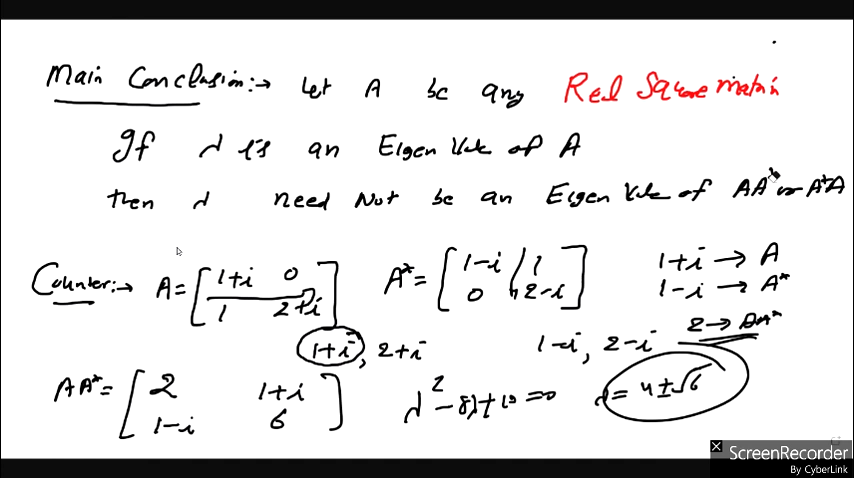 Main Conclusion:→ Let A be any Real Square matrix
If λ is an Eigen Value of A
then λ need Not be an Eigen Value of AA* or A*A
Counter:→ A = [1+i 0 A* = [1-i 1 1+i → A
1 2+i] 0 2-i] 1-i → A*
1+i, 2+i 1-i, 2-i 2 → AA*
AA* = [2 1+i λ² - 8λ + 10 = 0 λ = 4 ± √6
1-i 6]
ScreenRecorder
By CyberLink